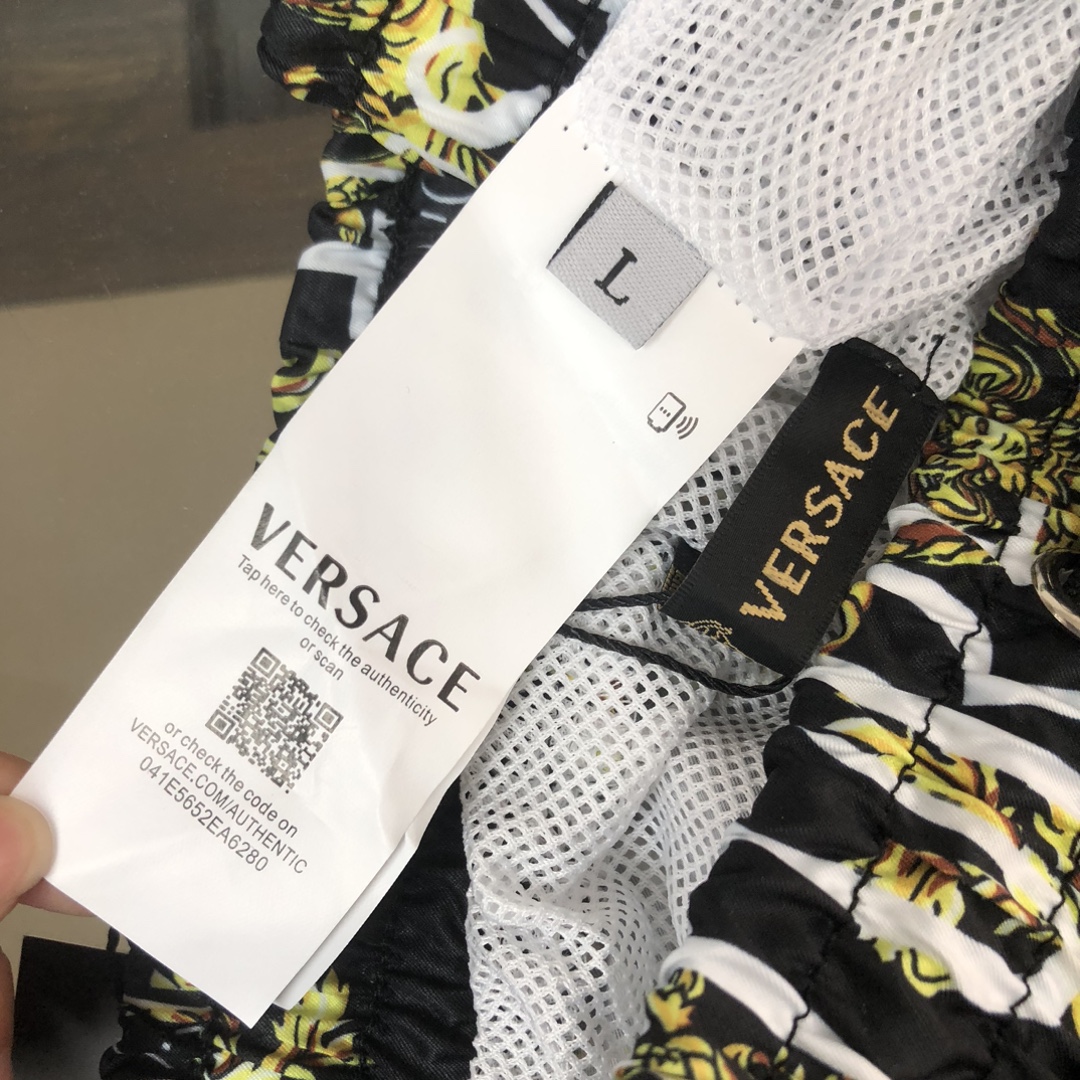 L
VERSACE
VERSACE
Tap here to check the authenticity
or scan
or check the code on
VERSACE.COM/AUTHENTIC
041E5652EA6280